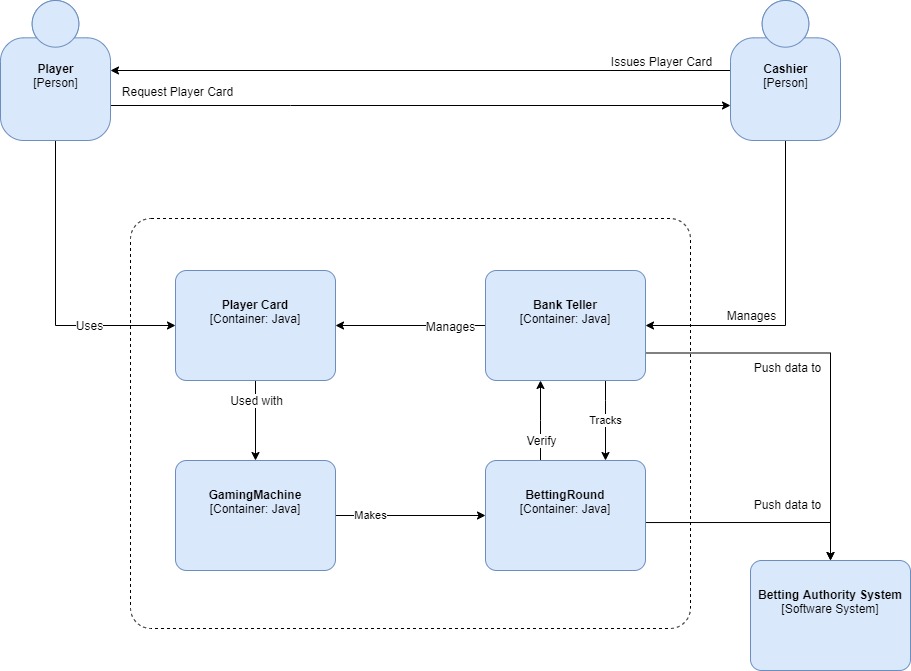 Player
[Person]
Cashier
[Person]
Issues Player Card
Request Player Card
Uses
Player Card
[Container: Java]
Manages
Bank Teller
[Container: Java]
Manages
Push data to
Used with
Verify
Tracks
GamingMachine
[Container: Java]
Makes
BettingRound
[Container: Java]
Push data to
Betting Authority System
[Software System]